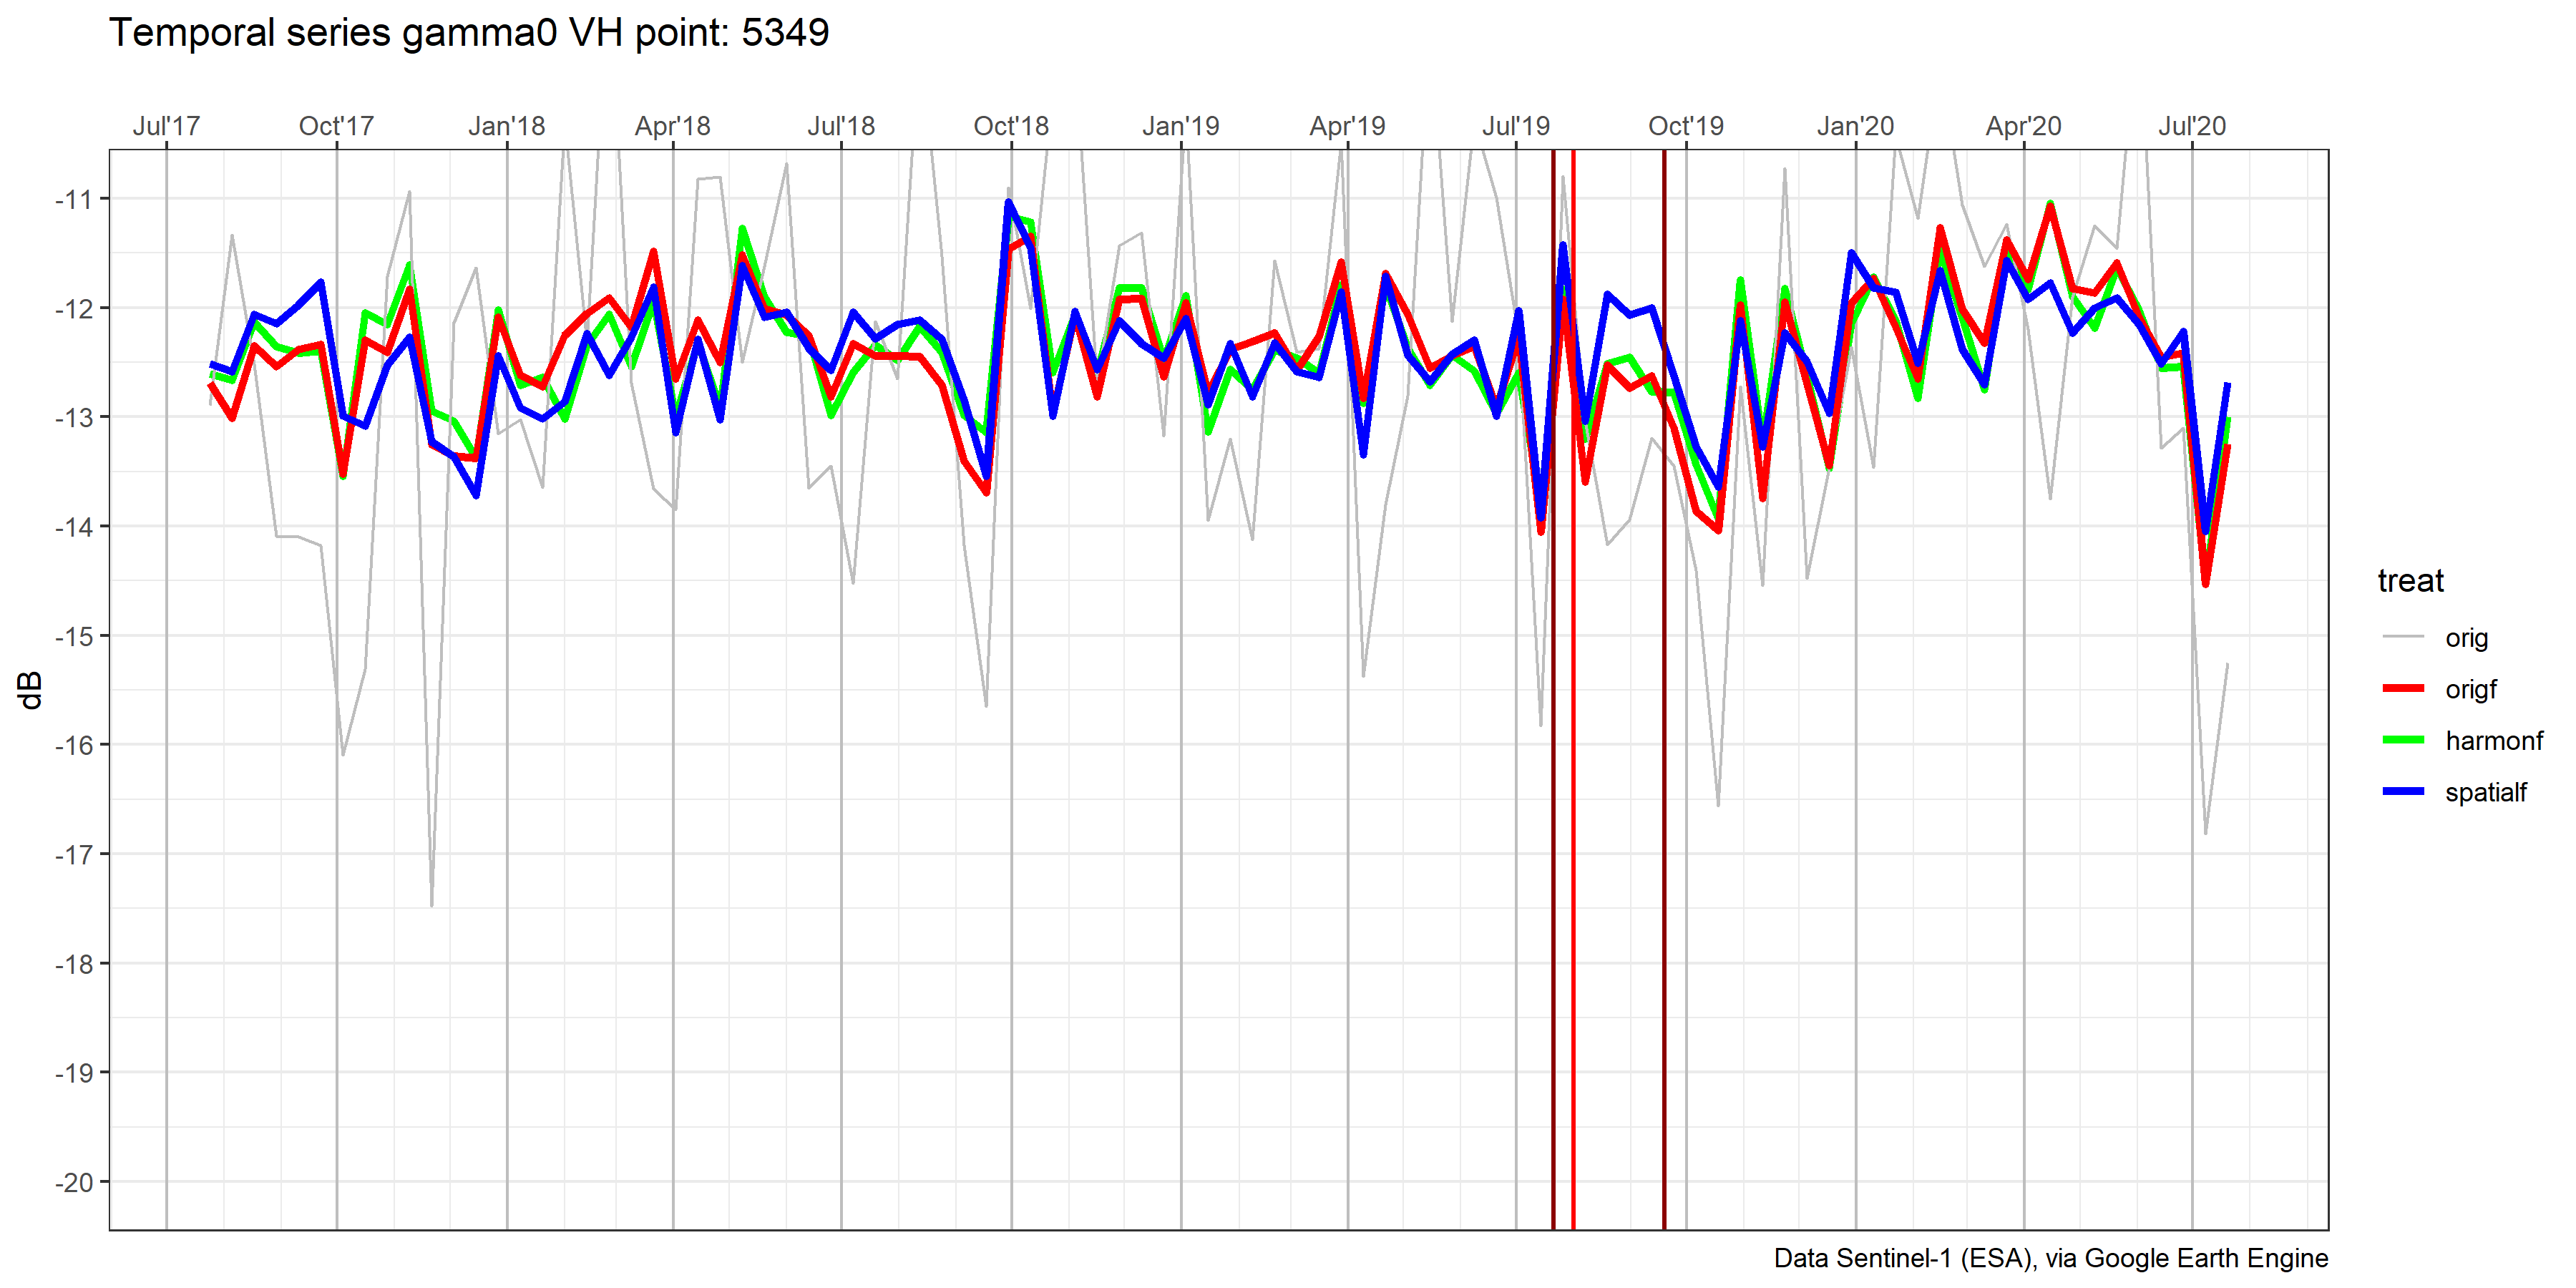 Temporal series gamma0 VH point: 5349
Jul'17 Oct'17 Jan'18 Apr'18 Jul'18 Oct'18 Jan'19 Apr'19 Jul'19 Oct'19 Jan'20 Apr'20 Jul'20
-11
-12
-13
-14
-15
-16
-17
-18
-19
-20
dB
treat
orig
origf
harmonf
spatialf
Data Sentinel-1 (ESA), via Google Earth Engine